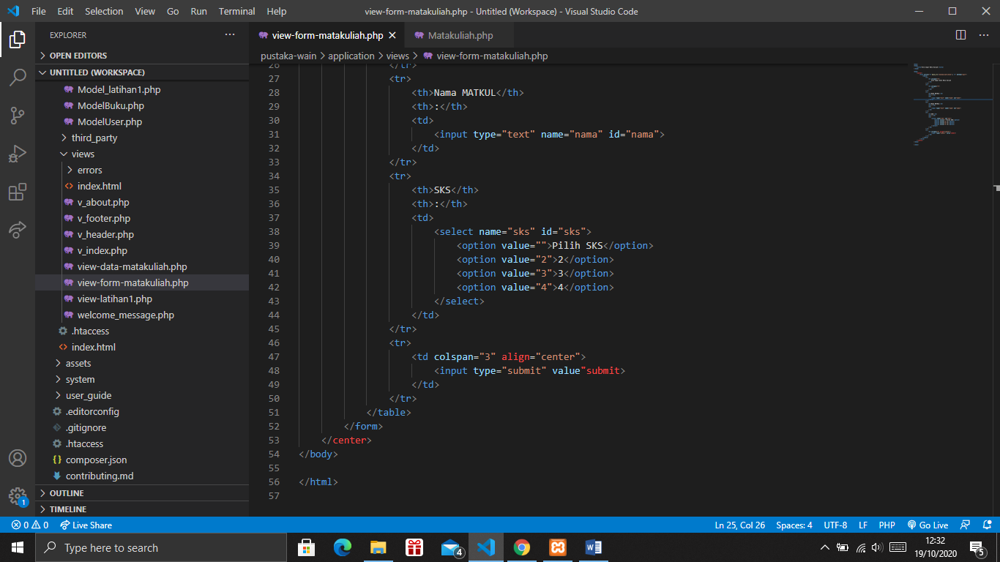 File Edit Selection View Go Run Terminal Help view-form-matakuliah.php - Untitled (Workspace) - Visual Studio Code
EXPLORER
OPEN EDITORS
UNTITLED (WORKSPACE)
Model_latihan1.php
ModelBuku.php
ModelUser.php
third_party
views
errors
index.html
v_about.php
v_footer.php
v_header.php
v_index.php
view-data-matakuliah.php
view-form-matakuliah.php
view-latihan1.php
welcome_message.php
.htaccess
index.html
assets
system
user_guide
.editorconfig
.gitignore
.htaccess
composer.json
contributing.md
OUTLINE
TIMELINE
1
view-form-matakuliah.php Matakuliah.php
pustaka-wain > application > views > view-form-matakuliah.php
26 </tr>
27 <tr>
28 <th>Nama MATKUL</th>
29 <th>:</th>
30 <td>
31 <input type="text" name="nama" id="nama">
32 </td>
33 </tr>
34 <tr>
35 <th>SKS</th>
36 <th>:</th>
37 <td>
38 <select name="sks" id="sks">
39 <option value="">Pilih SKS</option>
40 <option value="2">2</option>
41 <option value="3">3</option>
42 <option value="4">4</option>
43 </select>
44 </td>
45 </tr>
46 <tr>
47 <td colspan="3" align="center">
48 <input type="submit" value"submit>
49 </td>
50 </tr>
51 </table>
52 </form>
53 </center>
54 </body>
55
56 </html>
57
0 0 Live Share Ln 25, Col 26 Spaces: 4 UTF-8 LF PHP Go Live
Type here to search 4 12:32
19/10/2020 5